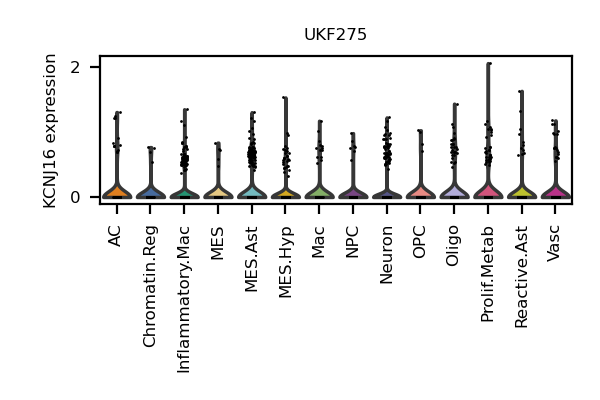 UKF275
KCNJ16 expression
2
0
AC
Chromatin.Reg
Inflammatory.Mac
MES
MES.Ast
MES.Hyp
Mac
NPC
Neuron
OPC
Oligo
Prolif.Metab
Reactive.Ast
Vasc